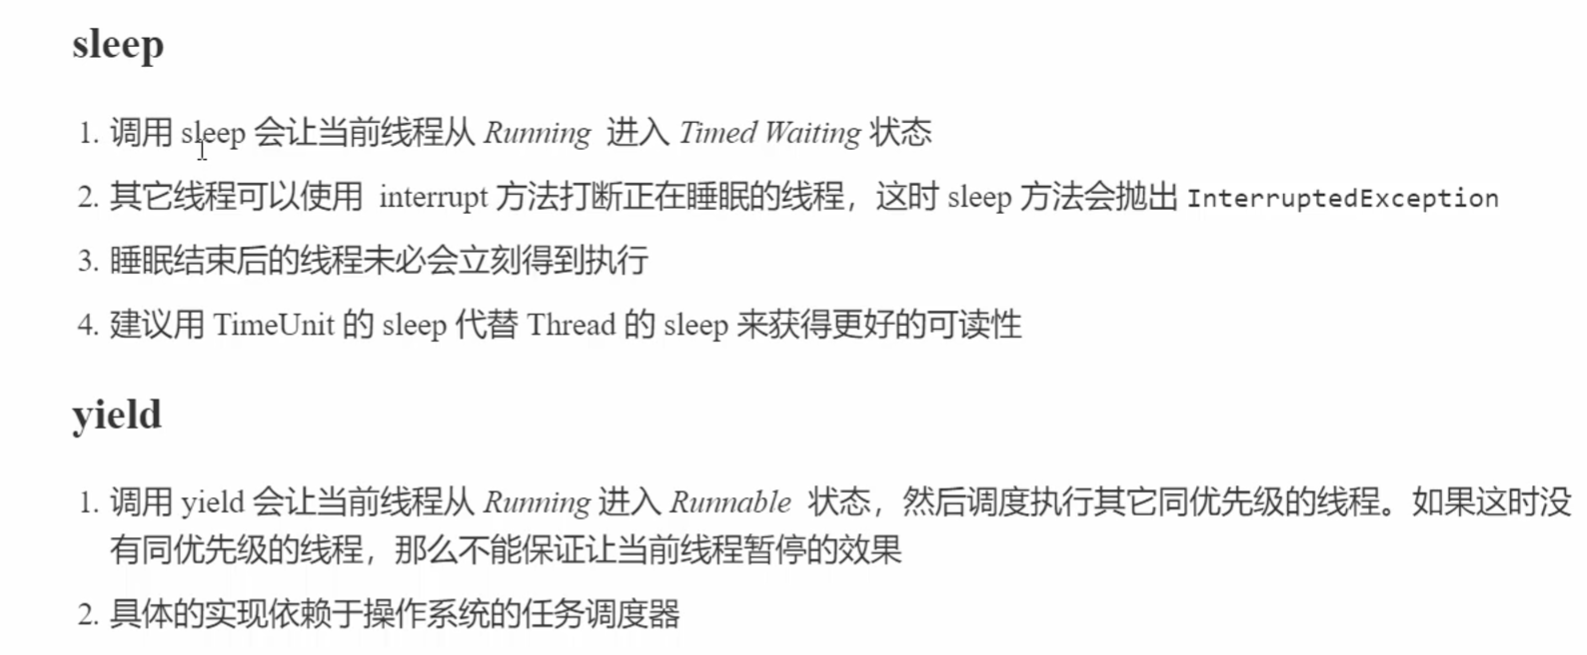 sleep
1. 调用 sleep 会让当前线程从 Running 进入 Timed Waiting 状态
2. 其它线程可以使用 interrupt 方法打断正在睡眠的线程，这时 sleep 方法会抛出 InterruptedException
3. 睡眠结束后的线程未必会立刻得到执行
4. 建议用 TimeUnit 的 sleep 代替 Thread 的 sleep 来获得更好的可读性
yield
1. 调用 yield 会让当前线程从 Running 进入 Runnable 状态，然后调度执行其它同优先级的线程。如果这时没
有同优先级的线程，那么不能保证让当前线程暂停的效果
2. 具体的实现依赖于操作系统的任务调度器